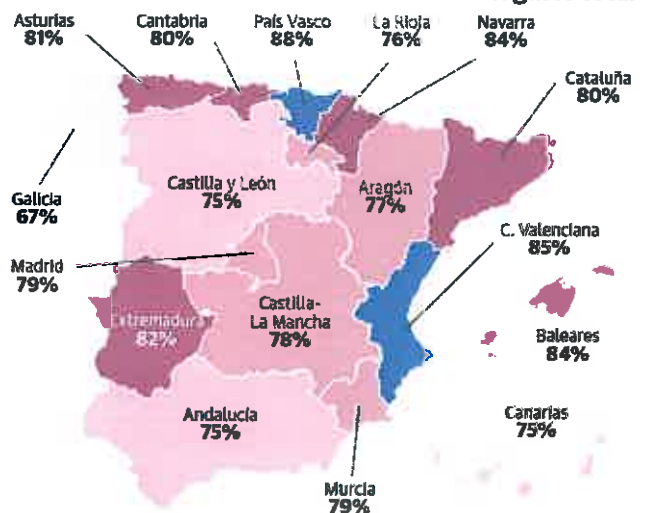 Asturias
81%
Cantabria
80%
País Vasco
88%
La Rioja
76%
Navarra
84%
Cataluña
80%
Galicia
67%
Castilla y León
75%
Aragón
77%
C. Valenciana
85%
Madrid
79%
Extremadura
82%
Castilla-
La Mancha
78%
Baleares
84%
Andalucía
75%
Canarias
75%
Murcia
79%